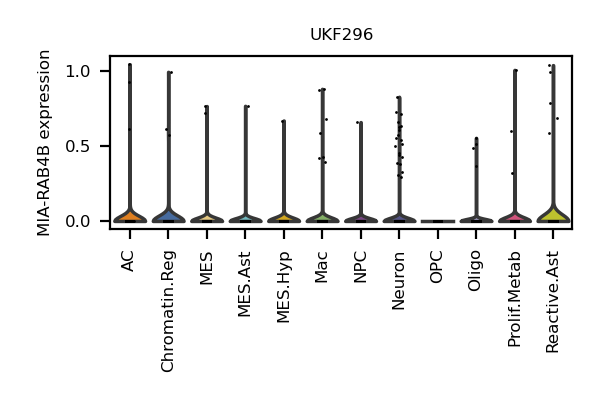 UKF296
MIA-RAB4B expression
1.0
0.5
0.0
AC
Chromatin.Reg
MES
MES.Ast
MES.Hyp
Mac
NPC
Neuron
OPC
Oligo
Prolif.Metab
Reactive.Ast